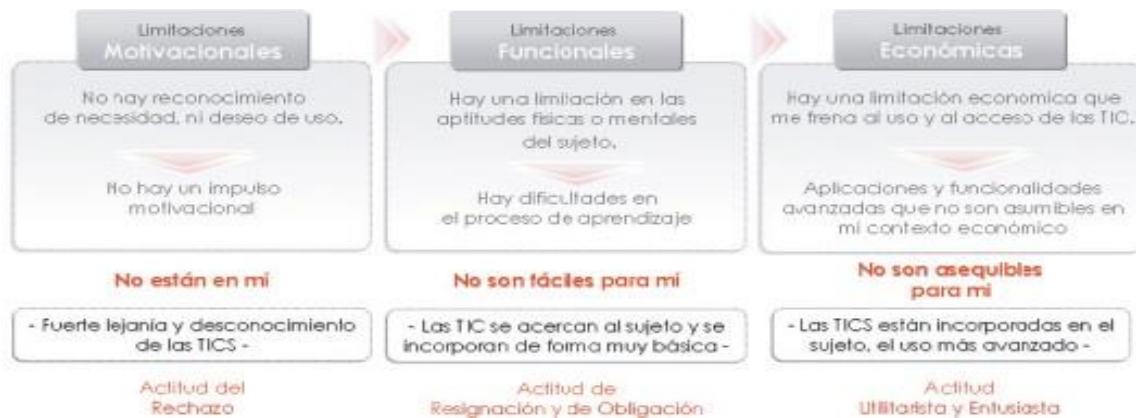 Limitaciones
Motivacionales
No hay reconocimiento
de necesidad, ni deseo de uso.
No hay un impulso
motivacional
No están en mí
- Fuerte lejanía y desconocimiento
de las TICS -
Actitud del
Rechazo
Limitaciones
Funcionales
Hay una limitación en las
aptitudes físicas o mentales
del sujeto.
Hay dificultades en
el proceso de aprendizaje
No son fáciles para mí
- Las TIC se acercan al sujeto y se
incorporan de forma muy básica -
Actitud de
Resignación y de Obligación
Limitaciones
Económicas
Hay una limitación economica que
me frena al uso y al acceso de las TIC.
Aplicaciones y funcionalidades
avanzadas que no son asumibles en
mi contexto económico
No son asequibles
para mi
- Las TICS están incorporadas en el
sujeto, el uso más avanzado -
Actitud
Utilitarista y Entusiasta